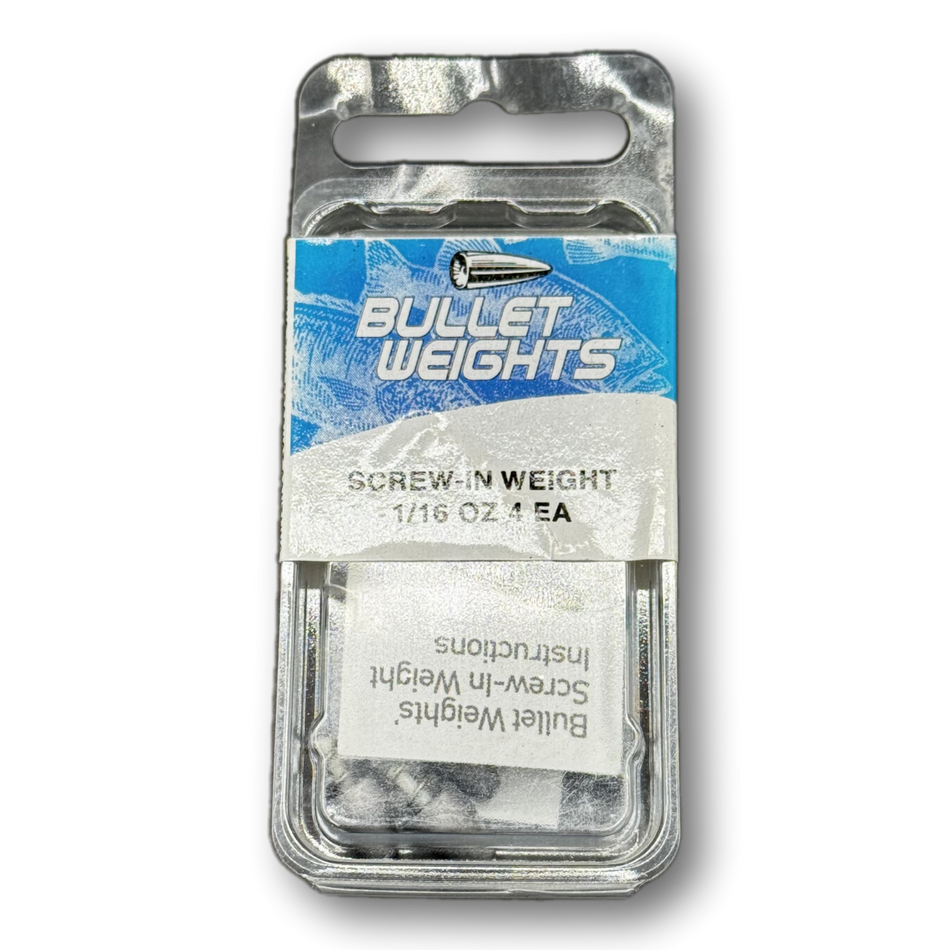 BULLET
WEIGHTS
SCREW-IN WEIGHT
1/16 OZ 4 EA
Bullet Weights'
Screw-In Weight
Instructions